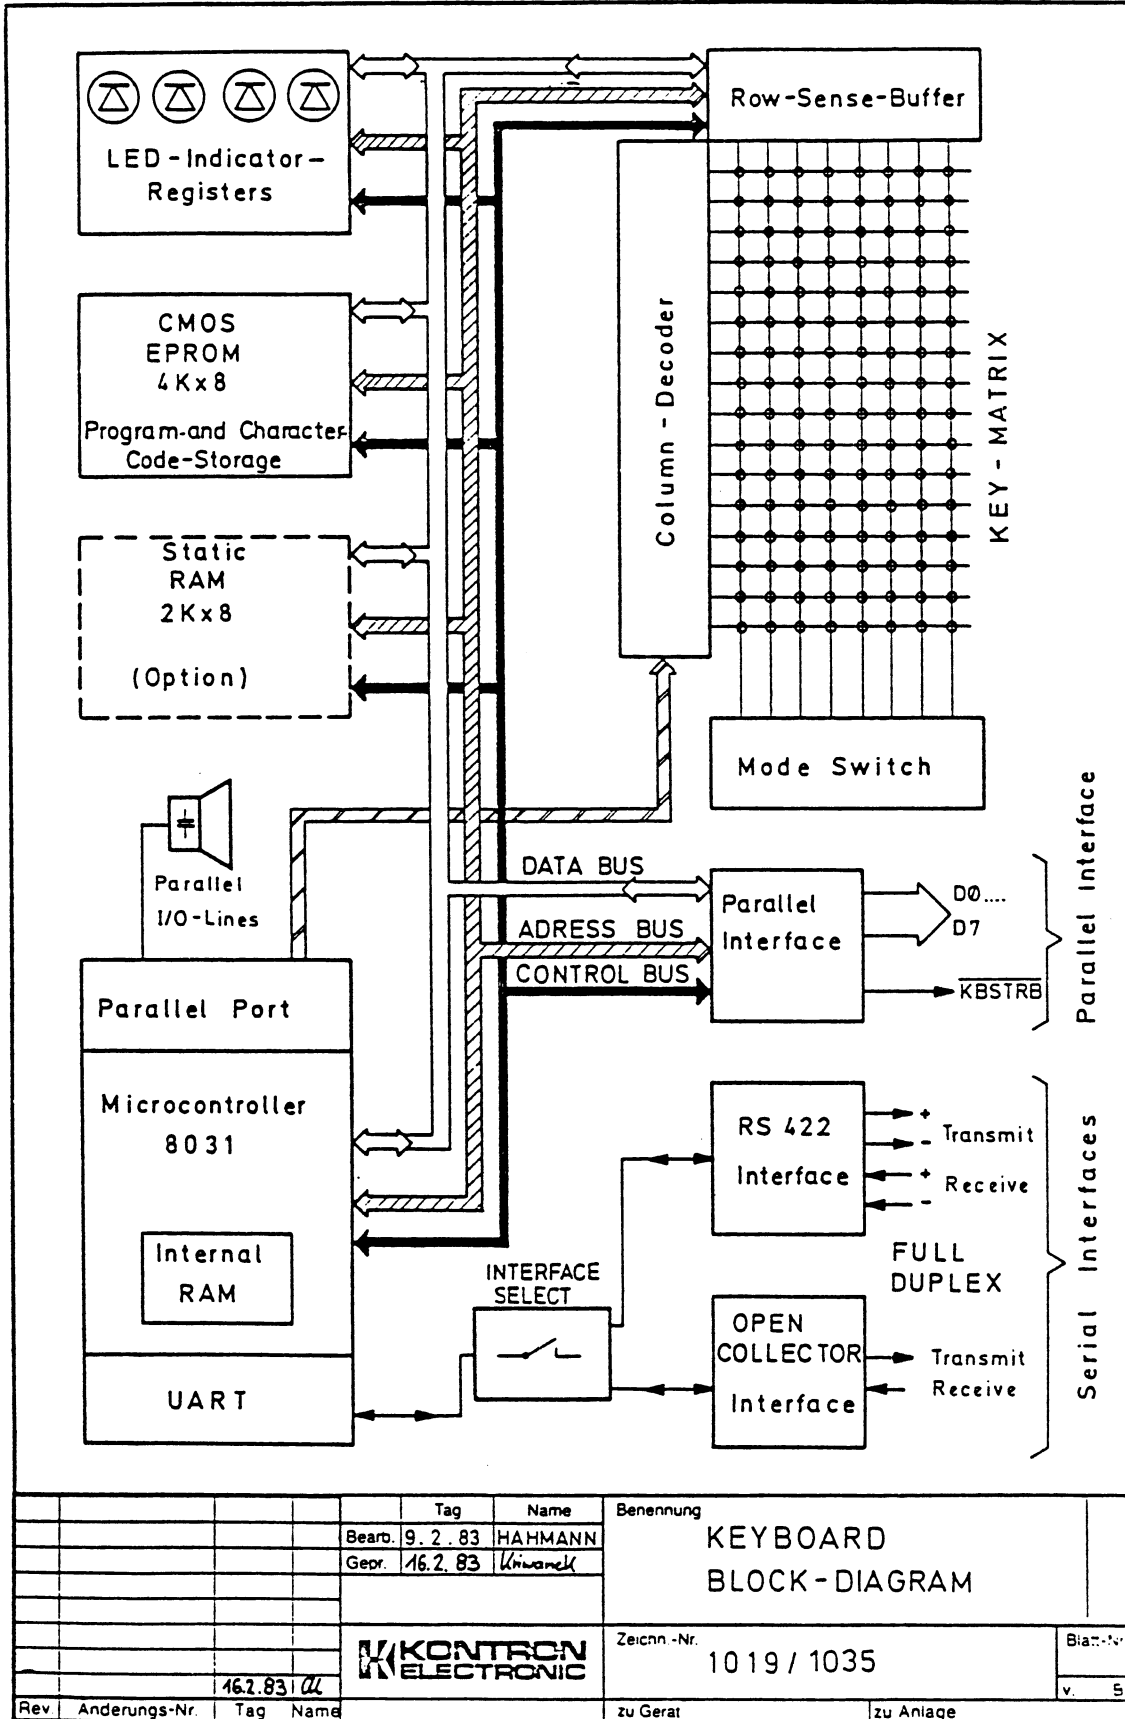 LED-Indicator-
Registers
Row-Sense-Buffer
CMOS
EPROM
4Kx8
Program-and Character-
Code-Storage
Column-Decoder
KEY-MATRIX
Static
RAM
2Kx8
(Option)
Mode Switch
Parallel
I/O-Lines
DATA BUS
ADRESS BUS
CONTROL BUS
Parallel
Interface
D0....
D7
KBSTRB
Parallel Interface
Parallel Port
Microcontroller
8031
Internal
RAM
UART
INTERFACE
SELECT
RS 422
Interface
+
- Transmit
+
- Receive
FULL
DUPLEX
OPEN
COLLECTOR
Interface
Transmit
Receive
Serial Interfaces
Tag Name
Bearb. 9.2.83 HAHMANN
Gepr. 16.2.83
Benennung
KEYBOARD
BLOCK-DIAGRAM
KONTRON
ELECTRONIC
Zeichn.-Nr.
1019/1035
Blatt-Nr
v. 5
16.2.83
Rev. Änderungs-Nr. Tag Name
zu Gerät
zu Anlage